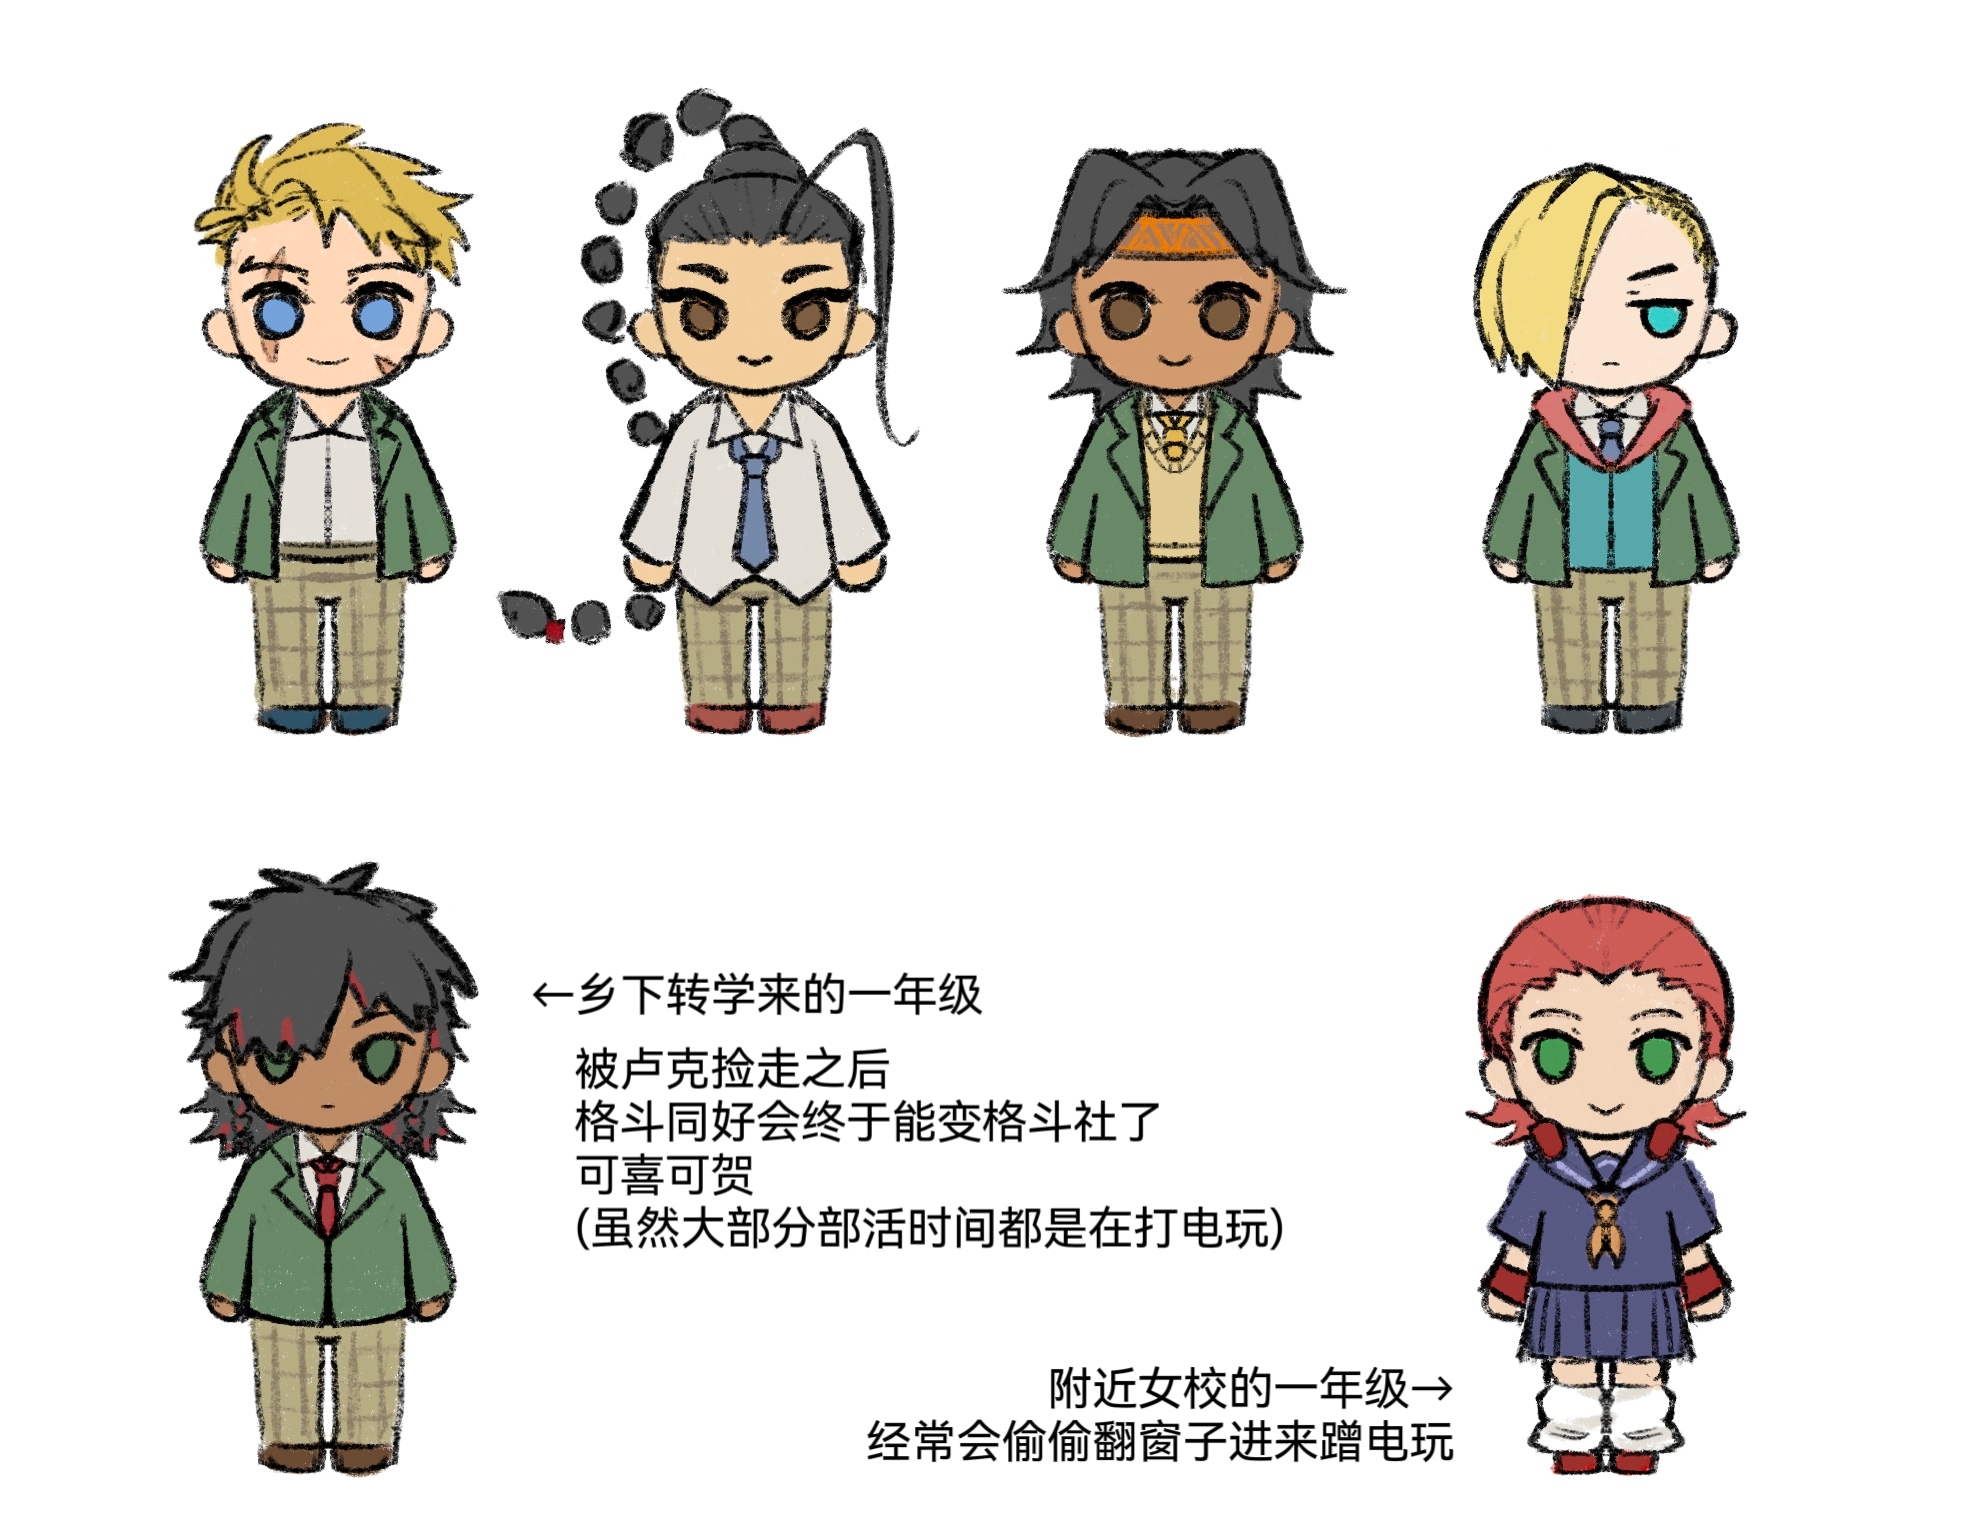 ←乡下转学来的一年级
被卢克捡走之后
格斗同好会终于能变格斗社了
可喜可贺
(虽然大部分部活时间都是在打电玩)
附近女校的一年级→
经常会偷偷翻窗子进来蹭电玩